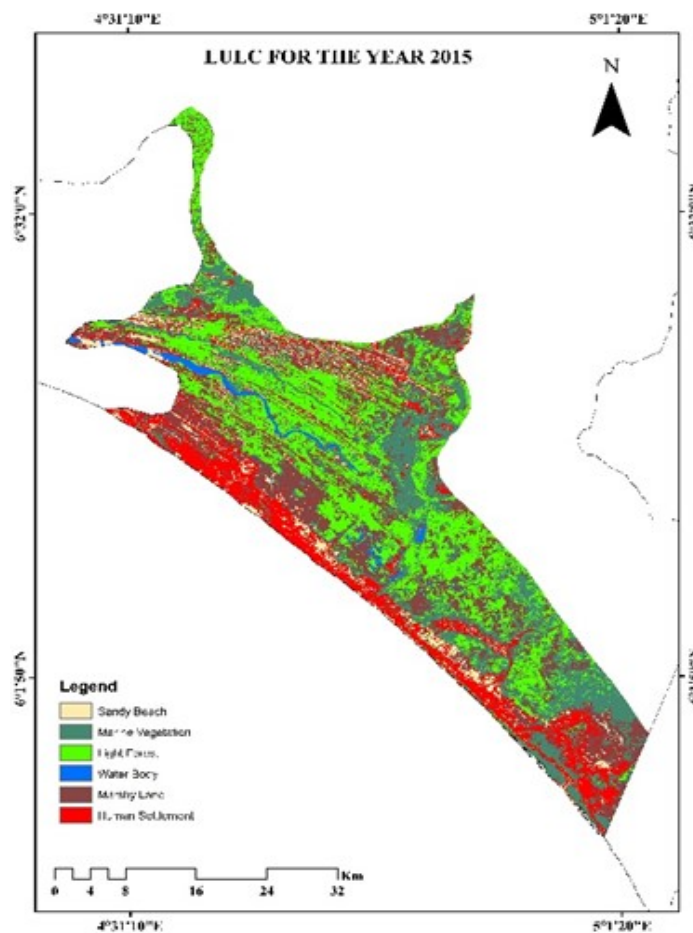 4°31'10"E 5°1'20"E
LULC FOR THE YEAR 2015
N
6°32'0"N
6°1'50"N
Legend
Sandy Beach
Marine Vegetation
Light Forest
Water Body
Marshy Land
Human Settlement
0 4 8 16 24 32 Km
4°31'10"E 5°1'20"E